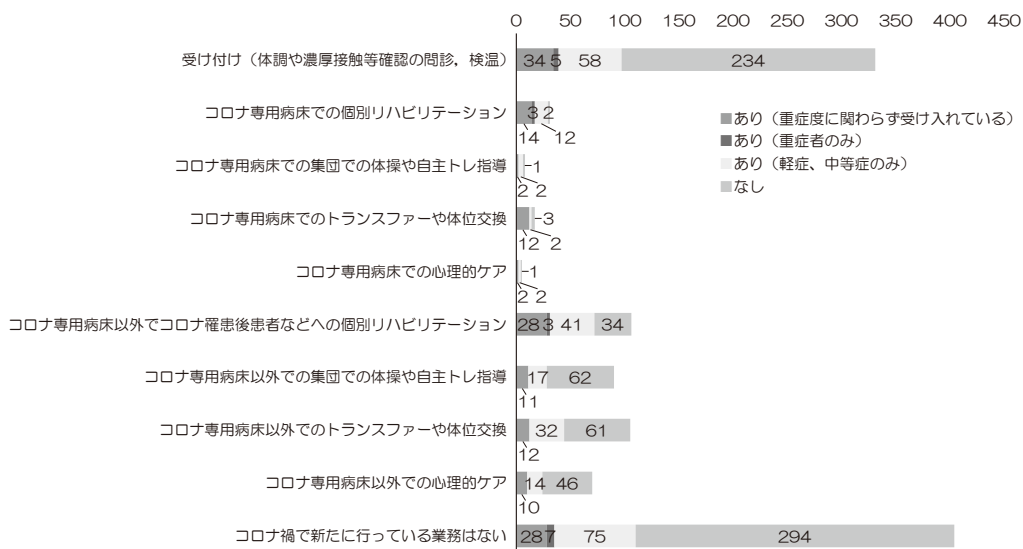 0 50 100 150 200 250 300 350 400 450
受け付け（体調や濃厚接触等確認の問診，検温） 34 5 58 234
コロナ専用病床での個別リハビリテーション 3 2
14 12
コロナ専用病床での集団での体操や自主トレ指導 1
2 2
コロナ専用病床でのトランスファーや体位交換 3
12 2
コロナ専用病床での心理的ケア 1
2 2
コロナ専用病床以外でコロナ罹患後患者などへの個別リハビリテーション 28 3 41 34
コロナ専用病床以外での集団での体操や自主トレ指導 17 62
11
コロナ専用病床以外でのトランスファーや体位交換 32 61
12
コロナ専用病床以外での心理的ケア 14 46
10
コロナ禍で新たに行っている業務はない 28 7 75 294
あり（重症度に関わらず受け入れている）
あり（重症者のみ）
あり（軽症、中等症のみ）
なし